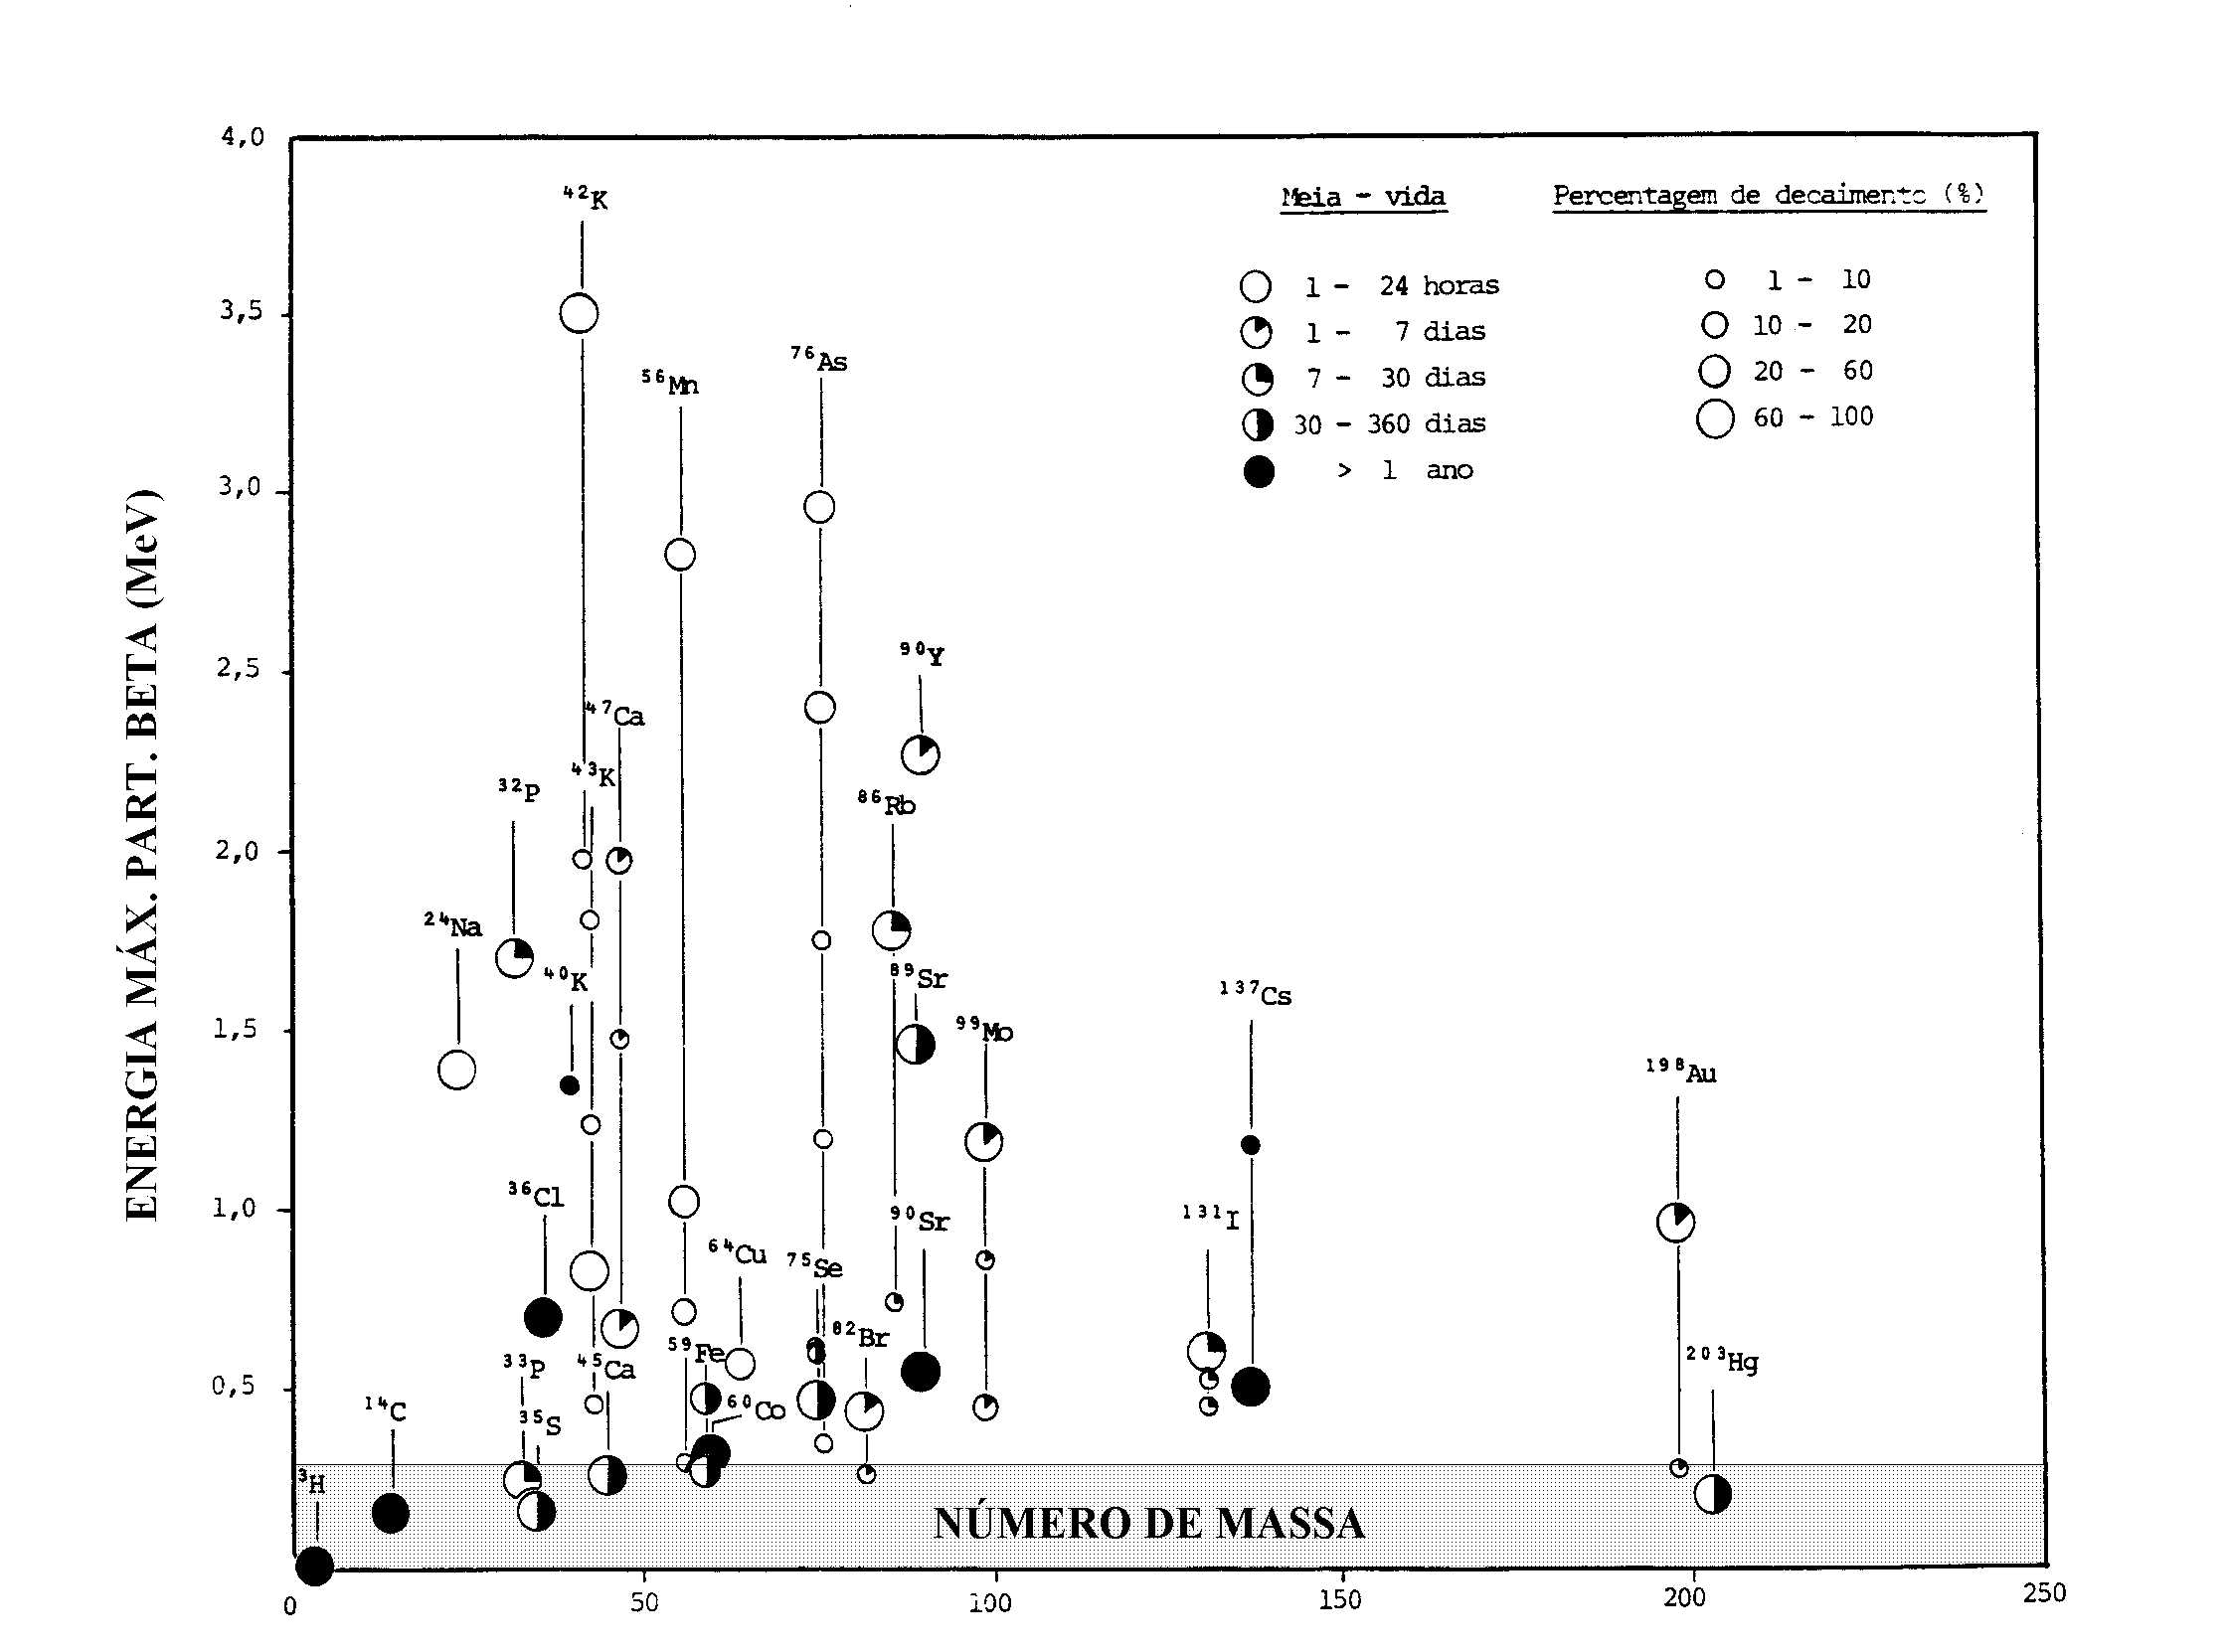 4,0
3,5
3,0
2,5
2,0
1,5
1,0
0,5
ENERGIA MÁX. PART. BETA (MeV)
Meia - vida
1 - 24 horas
1 - 7 dias
7 - 30 dias
30 - 360 dias
> 1 ano
Percentagem de decaimento (%)
1 - 10
10 - 20
20 - 60
60 - 100
⁴²K
⁷⁶As
⁵⁶Mn
⁹⁰Y
⁴⁷Ca
⁴³K
³²P
⁸⁶Rb
²⁴Na
⁴⁰K
⁸⁹Sr
¹³⁷Cs
⁹⁹Mo
¹⁹⁸Au
³⁶Cl
⁹⁰Sr
¹³¹I
⁶⁴Cu
⁷⁵Se
⁸²Br
⁵⁹Fe
²⁰³Hg
³³P
⁴⁵Ca
¹⁴C
³⁵S
⁶⁰Co
³H
NÚMERO DE MASSA
0 50 100 150 200 250